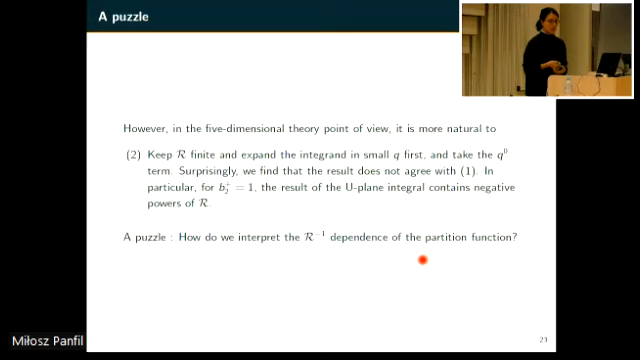 A puzzle
However, in the five-dimensional theory point of view, it is more natural to
(2) Keep R finite and expand the integrand in small q first, and take the q⁰
term. Surprisingly, we find that the result does not agree with (1). In
particular, for b₂⁺ = 1, the result of the U-plane integral contains negative
powers of R.
A puzzle : How do we interpret the R⁻¹ dependence of the partition function?
Miłosz Panfil